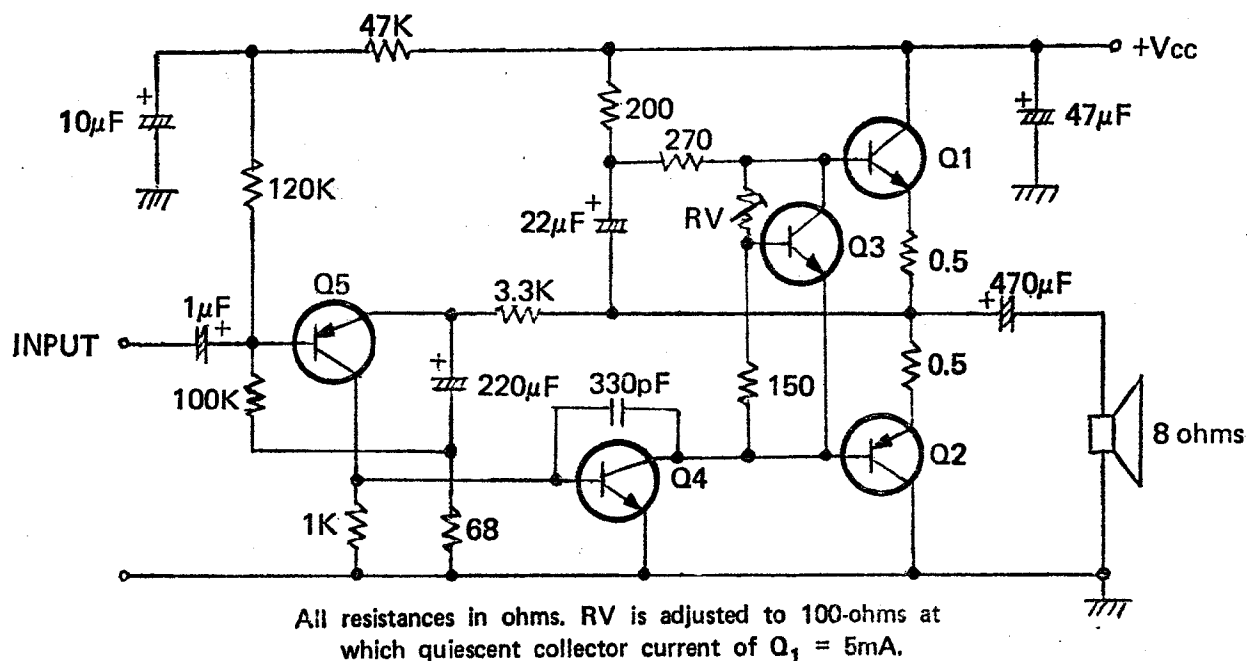 47K
+Vcc
+
10μF
200
+
47μF
270
Q1
120K
RV
+
22μF
Q3
0.5
Q5
3.3K
+
470μF
1μF
+
INPUT
+
220μF
330pF
150
0.5
100K
8 ohms
Q4
Q2
1K
68
All resistances in ohms. RV is adjusted to 100-ohms at
which quiescent collector current of Q1 = 5mA.